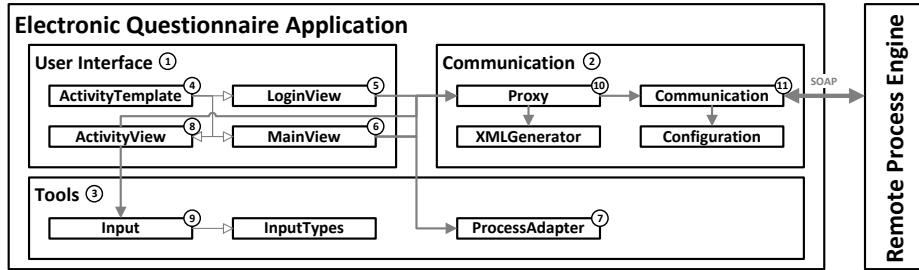 Electronic Questionnaire Application
User Interface 1
ActivityTemplate 4
LoginView 5
ActivityView 8
MainView 6
Communication 2
Proxy 10
Communication 11
XMLGenerator
Configuration
Tools 3
Input 9
InputTypes
ProcessAdapter 7
SOAP
Remote Process Engine